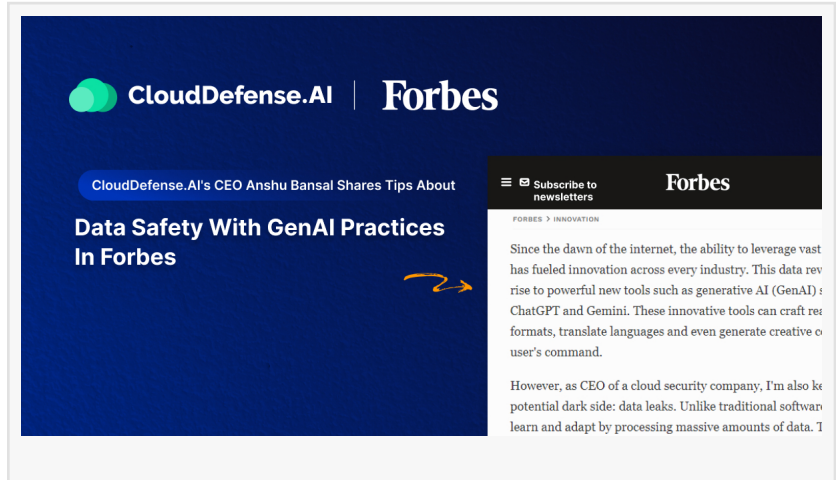 CloudDefense.AI | Forbes
CloudDefense.AI's CEO Anshu Bansal Shares Tips About
Data Safety With GenAI Practices
In Forbes
Subscribe to
newsletters
Forbes
FORBES > INNOVATION
Since the dawn of the internet, the ability to leverage vast
has fueled innovation across every industry. This data rev
rise to powerful new tools such as generative AI (GenAI) s
ChatGPT and Gemini. These innovative tools can craft rea
formats, translate languages and even generate creative co
user's command.
However, as CEO of a cloud security company, I'm also ke
potential dark side: data leaks. Unlike traditional software
learn and adapt by processing massive amounts of data. T